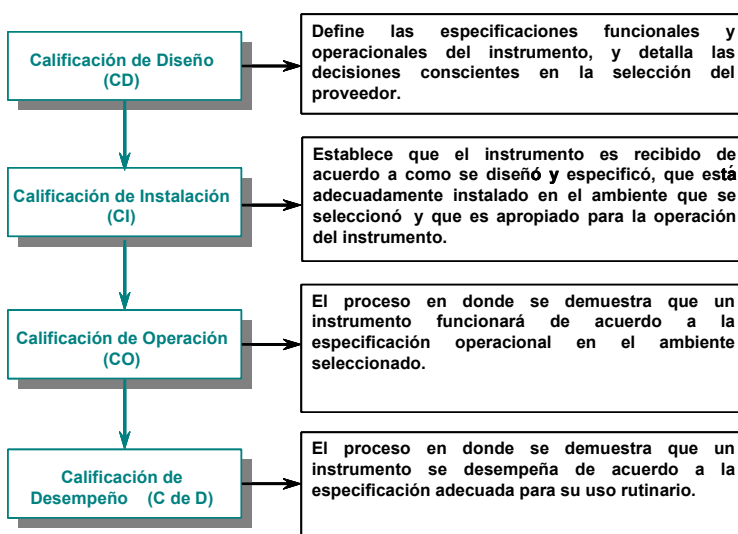 Calificación de Diseño
(CD)
Define las especificaciones funcionales y
operacionales del instrumento, y detalla las
decisiones conscientes en la selección del
proveedor.
Calificación de Instalación
(CI)
Establece que el instrumento es recibido de
acuerdo a como se diseñó y especificó, que está
adecuadamente instalado en el ambiente que se
seleccionó y que es apropiado para la operación
del instrumento.
Calificación de Operación
(CO)
El proceso en donde se demuestra que un
instrumento funcionará de acuerdo a la
especificación operacional en el ambiente
seleccionado.
Calificación de
Desempeño (C de D)
El proceso en donde se demuestra que un
instrumento se desempeña de acuerdo a la
especificación adecuada para su uso rutinario.